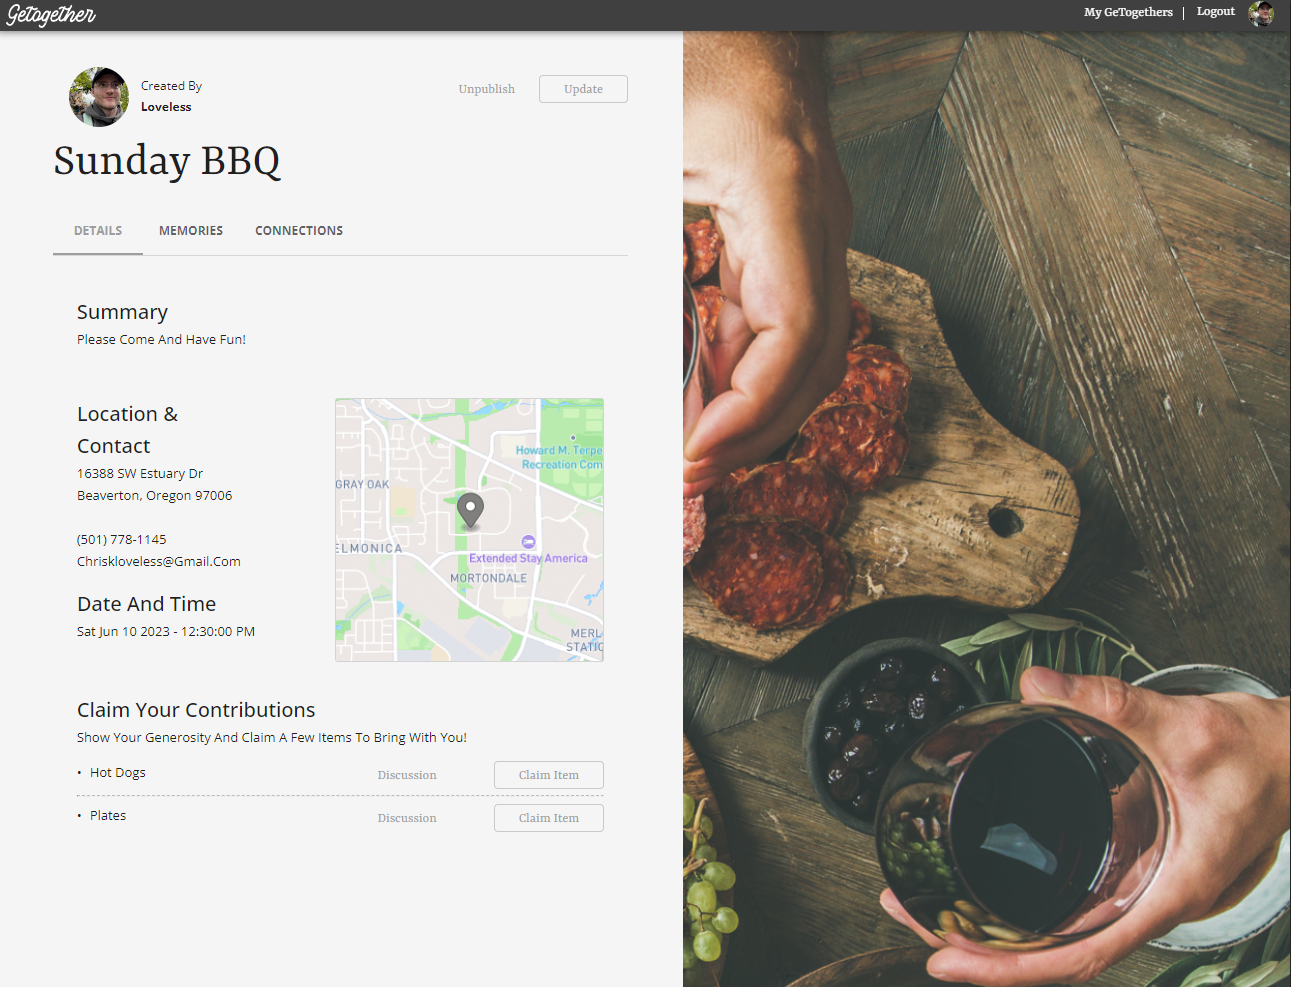 Getogether
My GeTogethers | Logout
Created By
Loveless
Unpublish
Update
Sunday BBQ
DETAILS
MEMORIES
CONNECTIONS
Summary
Please Come And Have Fun!
Location &
Contact
16388 SW Estuary Dr
Beaverton, Oregon 97006
(501) 778-1145
Chriskloveless@Gmail.Com
Date And Time
Sat Jun 10 2023 - 12:30:00 PM
Howard M. Terpe
Recreation Com
GRAY OAK
ELMONICA
Extended Stay America
MORTONDALE
MERL
STATIC
Claim Your Contributions
Show Your Generosity And Claim A Few Items To Bring With You!
• Hot Dogs
Discussion
Claim Item
• Plates
Discussion
Claim Item